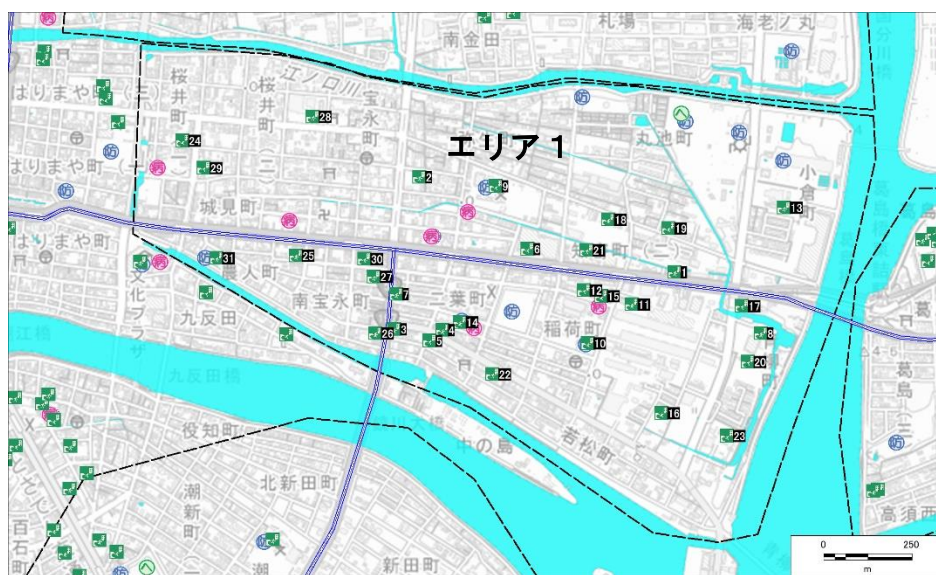 南金田
札場
海老ノ丸
国分川橋
江ノ口川
桜井町
桜井町
宝永町
はりまや町(三)
はりまや町(一)
エリア1
丸池町
小倉町
城見町
(二)
はりまや町
農人町
南宝永町
二葉町
稲荷町
九反田
文化プラザ
九反田橋
若松町
中の島
役知町
北新田町
潮新町
新田町
百石町
葛島(三)
高須西
24
28
29
2
9
18
19
13
31
25
30
27
7
6
21
12
15
11
1
17
26
3
4
5
14
10
8
20
22
16
23
0
250
m